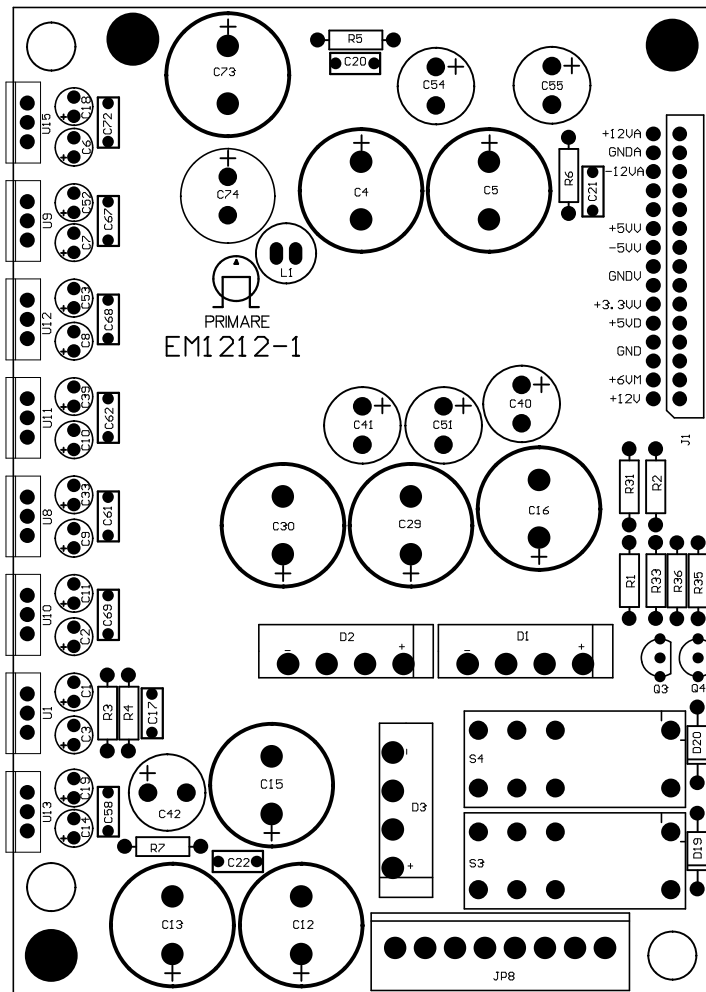 C73
R5
C20
C54
C55
U15
C18
C6
C72
+12VA
GNDA
-12VA
C74
C4
C5
R6
C21
U9
C52
C7
C67
+5VV
-5VV
L1
GNDV
U12
C53
C8
C68
+3.3VV
PRIMARE
+5VD
EM1212-1
GND
+6VM
+12V
U11
C39
C10
C62
C41
C51
C40
J1
U8
C33
C9
C61
C30
C29
C16
R31
R2
U10
C11
C2
C69
R1
R33
R36
R35
D2
D1
- +
- +
Q3
Q4
U1
C1
C3
R3
R4
C17
S4
D20
C15
D3
- +
U13
C19
C14
C58
C42
R7
C22
S3
D19
C13
C12
JP8